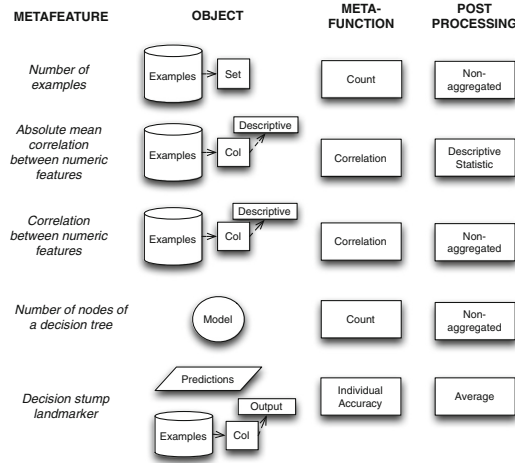 METAFEATURE OBJECT META-
FUNCTION
POST
PROCESSING
Number of
examples
Examples
Set
Count
Non-
aggregated
Absolute mean
correlation
between numeric
features
Examples
Col
Descriptive
Correlation
Descriptive
Statistic
Correlation
between numeric
features
Examples
Col
Descriptive
Correlation
Non-
aggregated
Number of nodes of
a decision tree
Model
Count
Non-
aggregated
Decision stump
landmarker
Predictions
Examples
Col
Output
Individual
Accuracy
Average